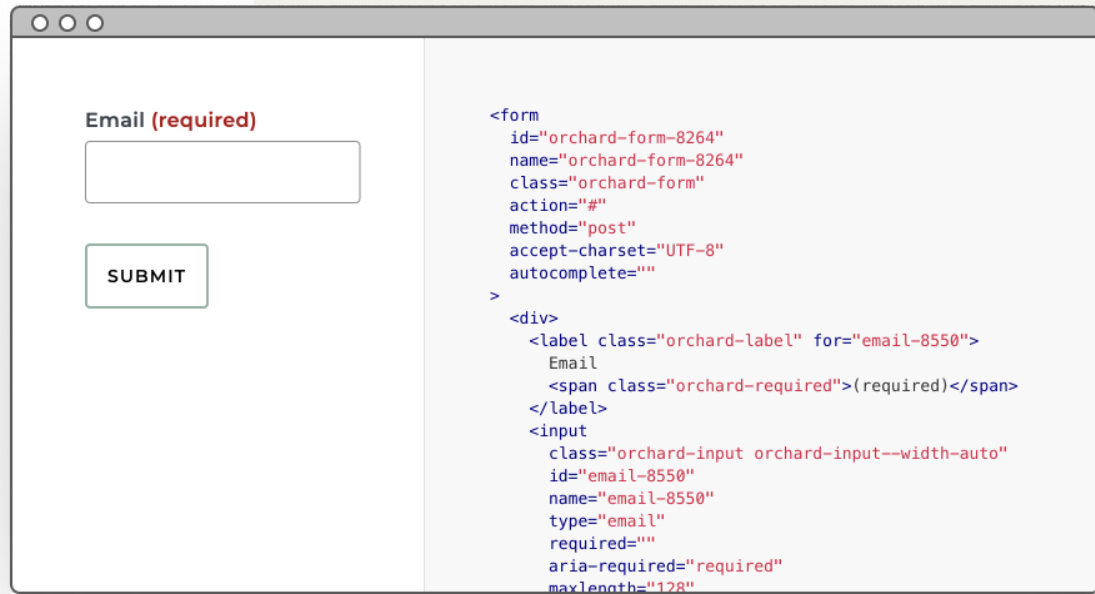 Email (required)
SUBMIT
<form
id="orchard-form-8264"
name="orchard-form-8264"
class="orchard-form"
action="#"
method="post"
accept-charset="UTF-8"
autocomplete=""
>
<div>
<label class="orchard-label" for="email-8550">
Email
<span class="orchard-required">(required)</span>
</label>
<input
class="orchard-input orchard-input--width-auto"
id="email-8550"
name="email-8550"
type="email"
required=""
aria-required="required"
maxlength="128"